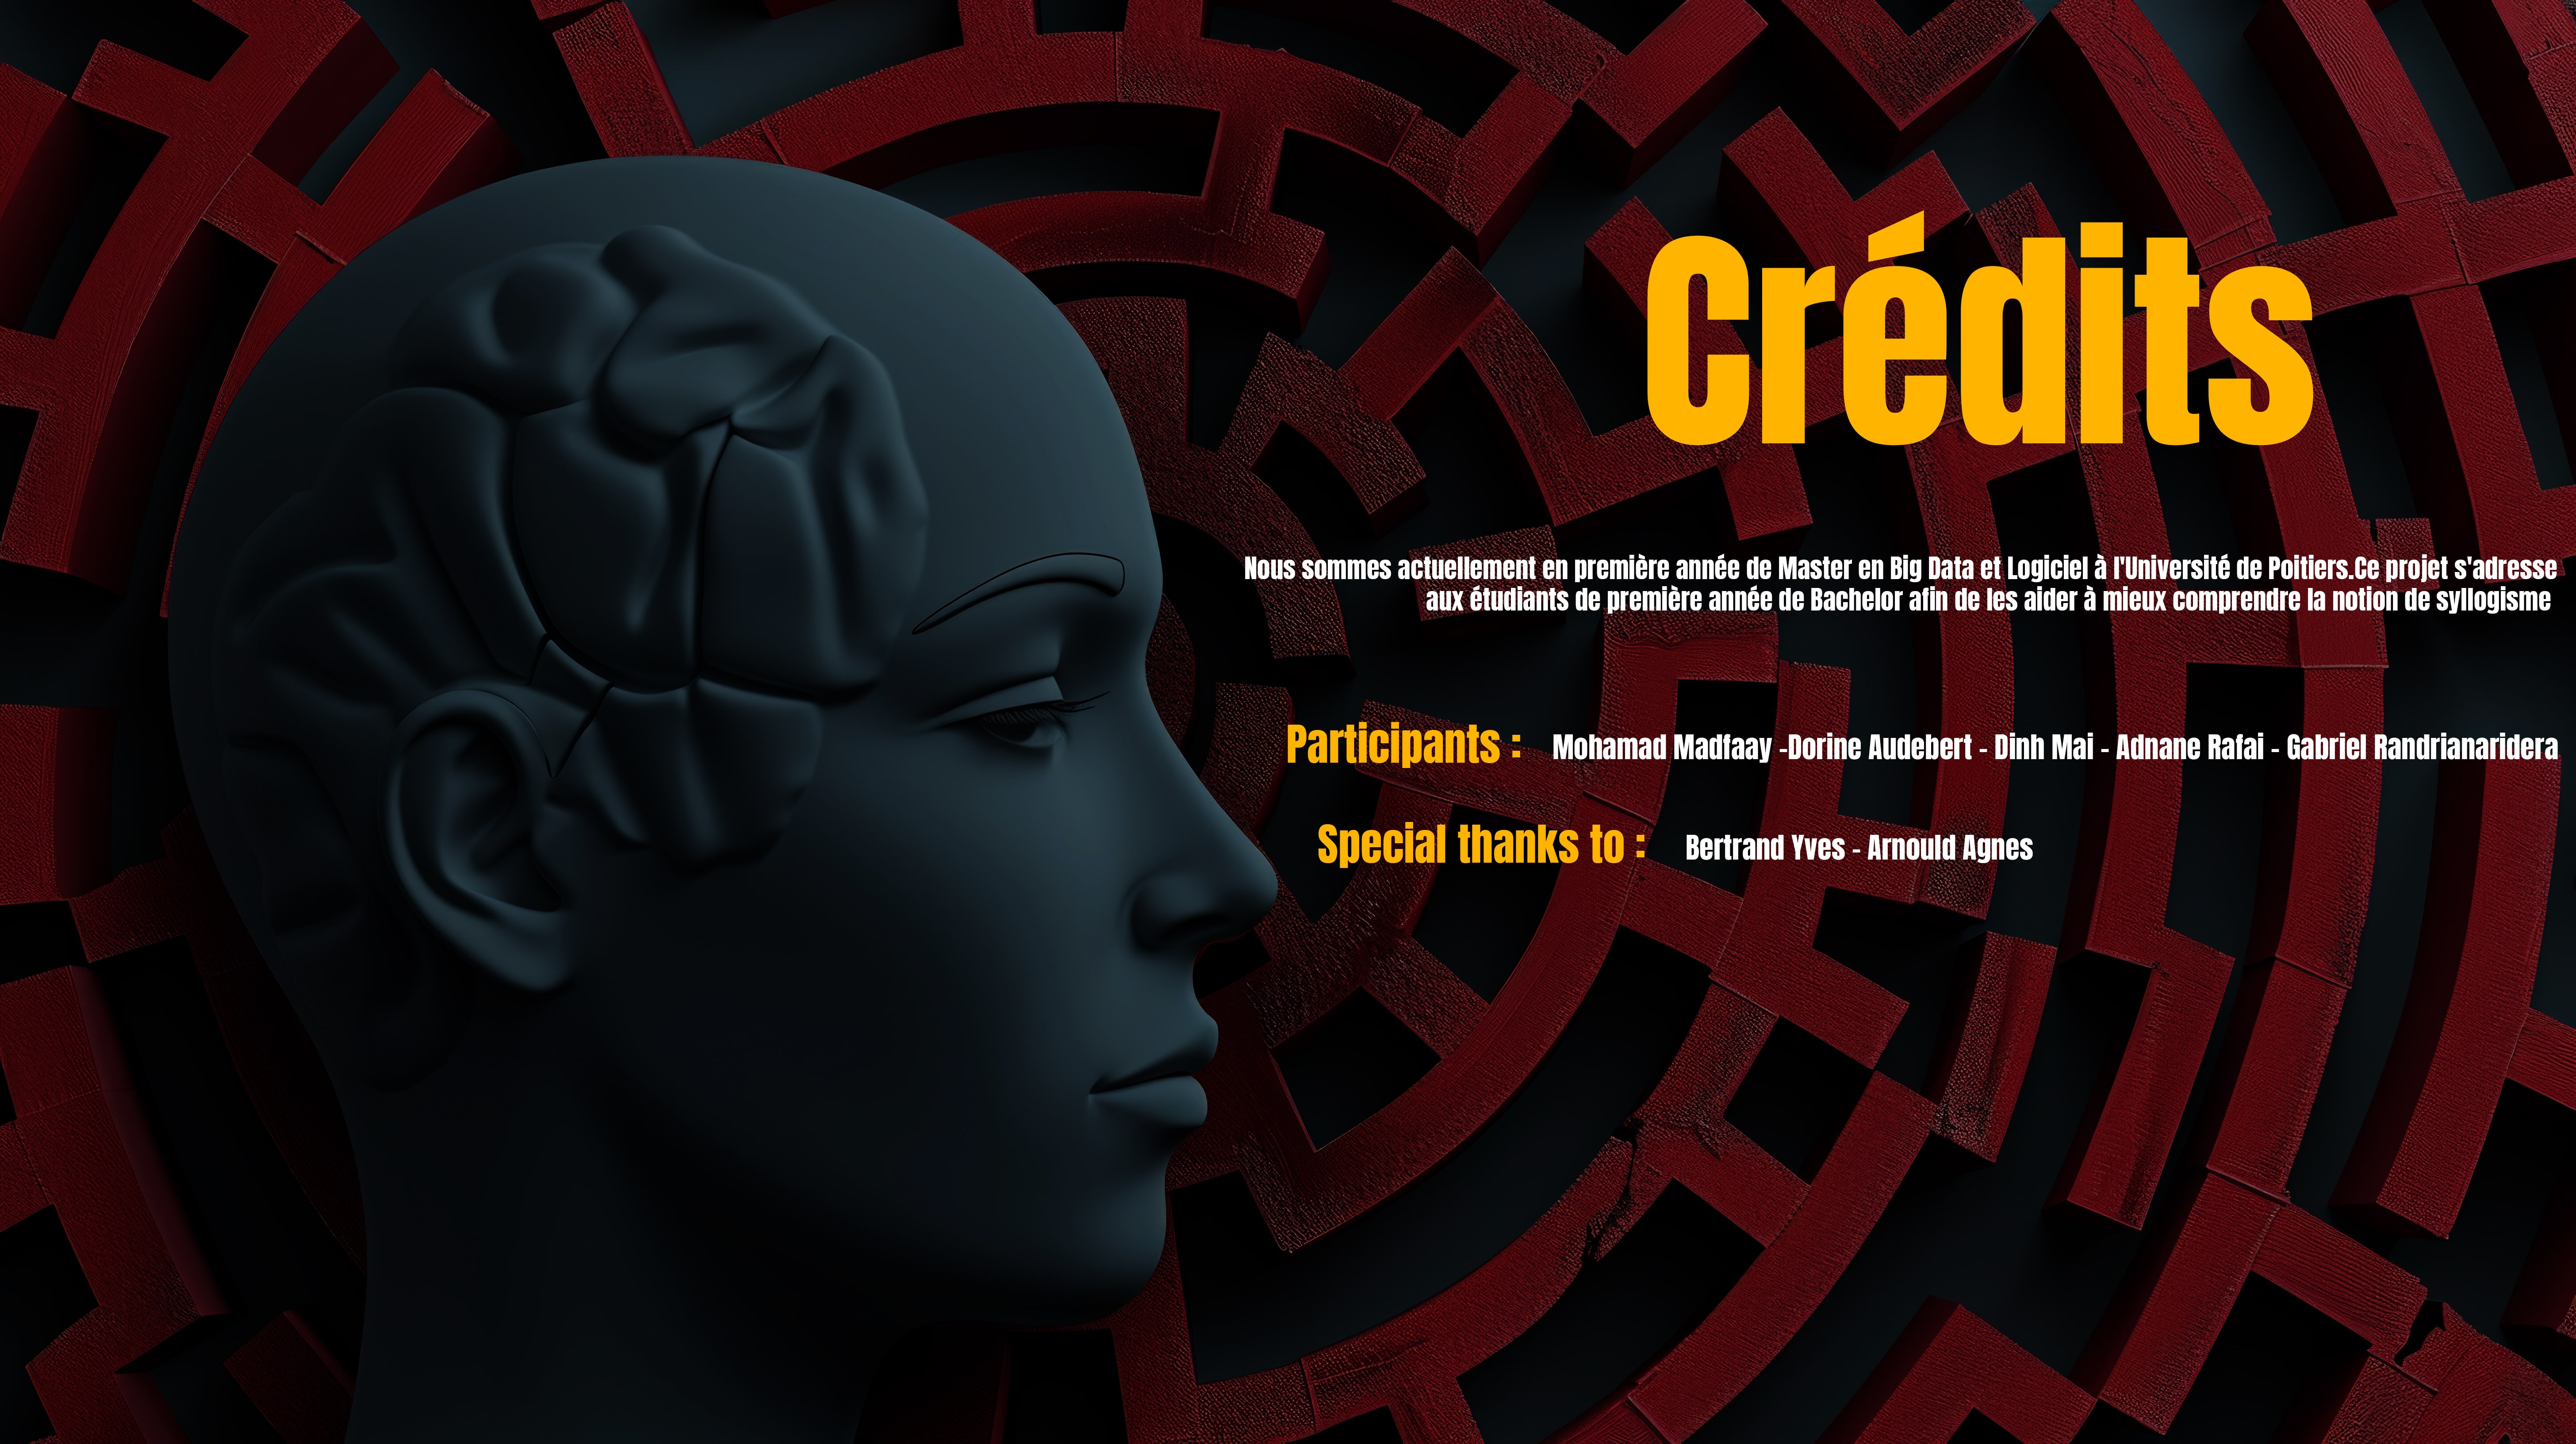 Crédits
Nous sommes actuellement en première année de Master en Big Data et Logiciel à l'Université de Poitiers.Ce projet s'adresse
aux étudiants de première année de Bachelor afin de les aider à mieux comprendre la notion de syllogisme
Participants : Mohamad Madfaay -Dorine Audebert - Dinh Mai - Adnane Rafai - Gabriel Randrianaridera
Special thanks to : Bertrand Yves - Arnould Agnes